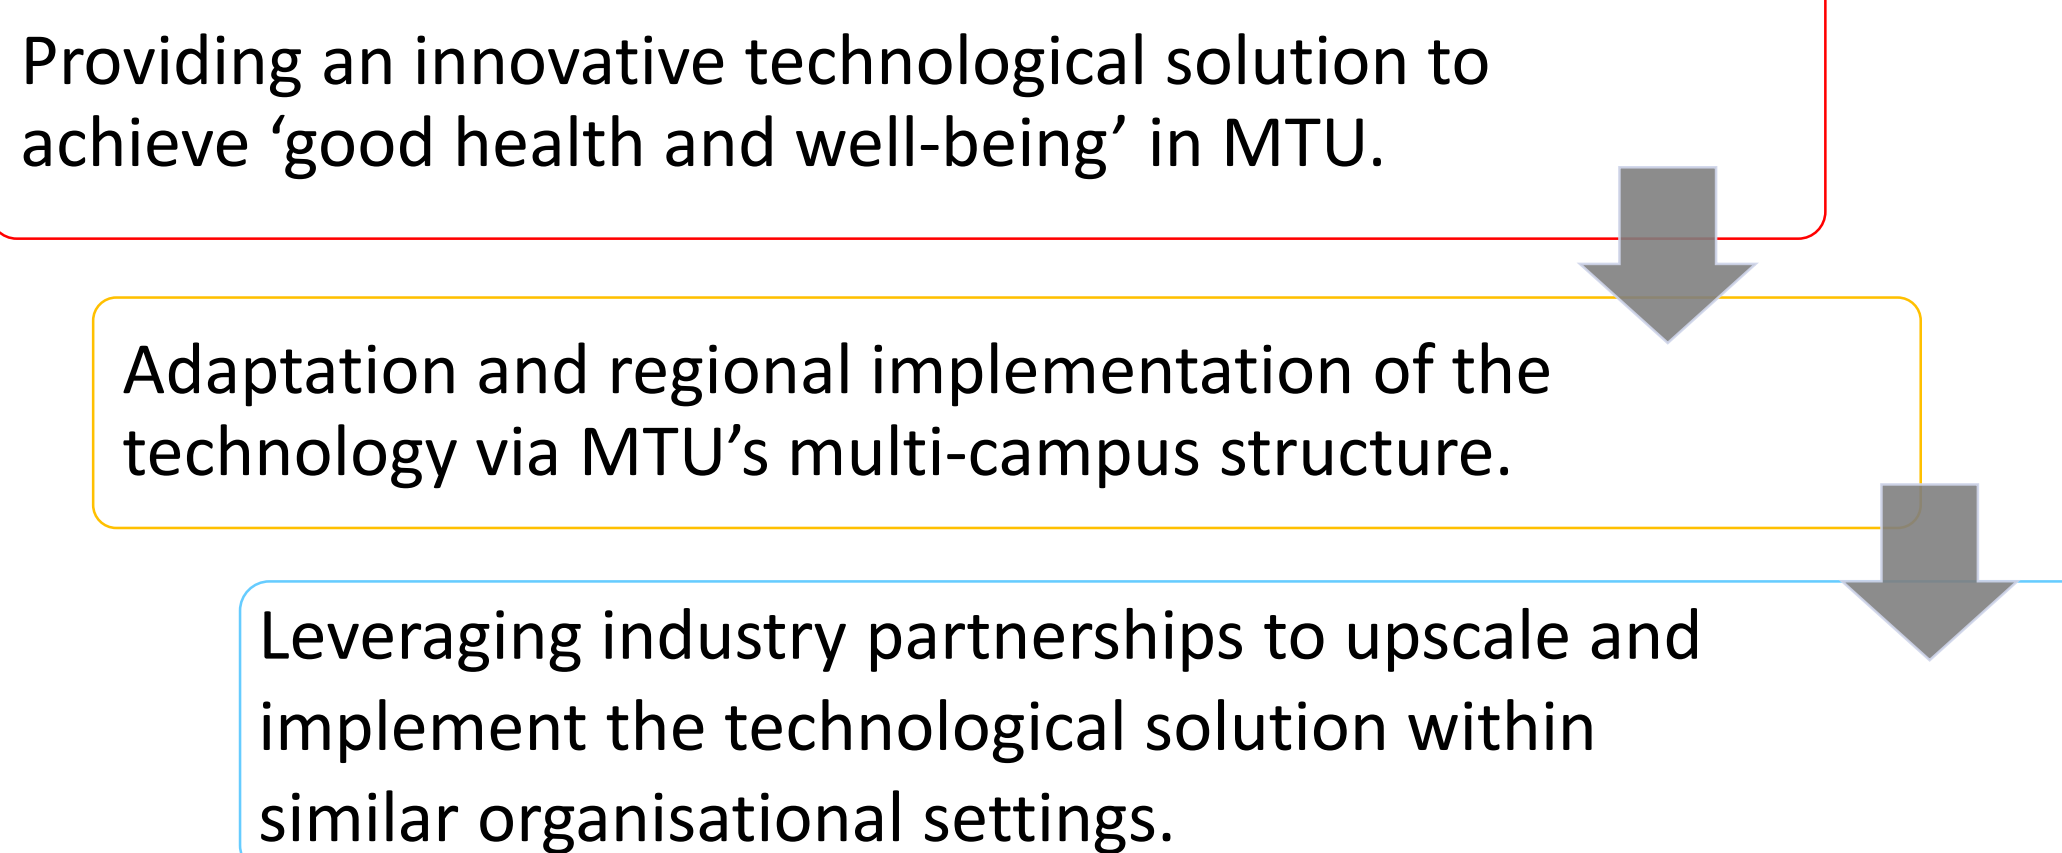 Providing an innovative technological solution to
achieve ‘good health and well-being’ in MTU.
Adaptation and regional implementation of the
technology via MTU’s multi-campus structure.
Leveraging industry partnerships to upscale and
implement the technological solution within
similar organisational settings.